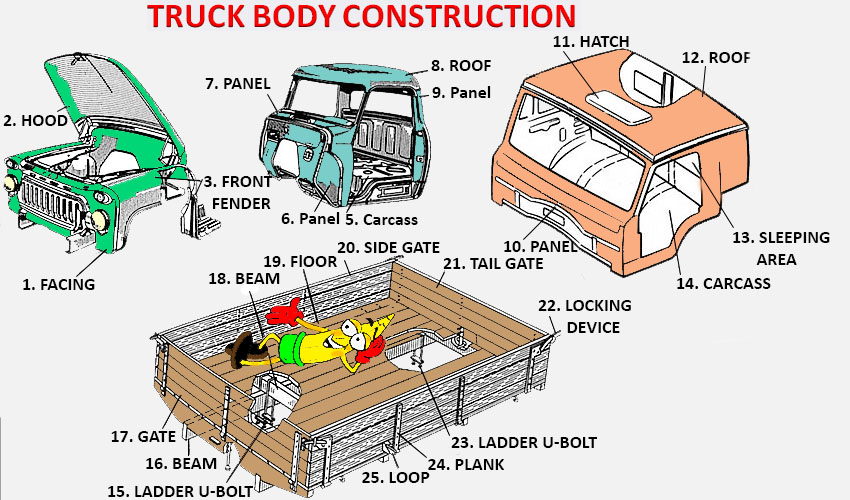 TRUCK BODY CONSTRUCTION
11. HATCH
12. ROOF
8. ROOF
7. PANEL
9. Panel
2. HOOD
3. FRONT
FENDER
6. Panel
5. Carcass
10. PANEL
13. SLEEPING
AREA
14. CARCASS
1. FACING
20. SIDE GATE
19. FlOOR
21. TAIL GATE
18. BEAM
22. LOCKING
DEVICE
17. GATE
23. LADDER U-BOLT
16. BEAM
24. PLANK
25. LOOP
15. LADDER U-BOLT